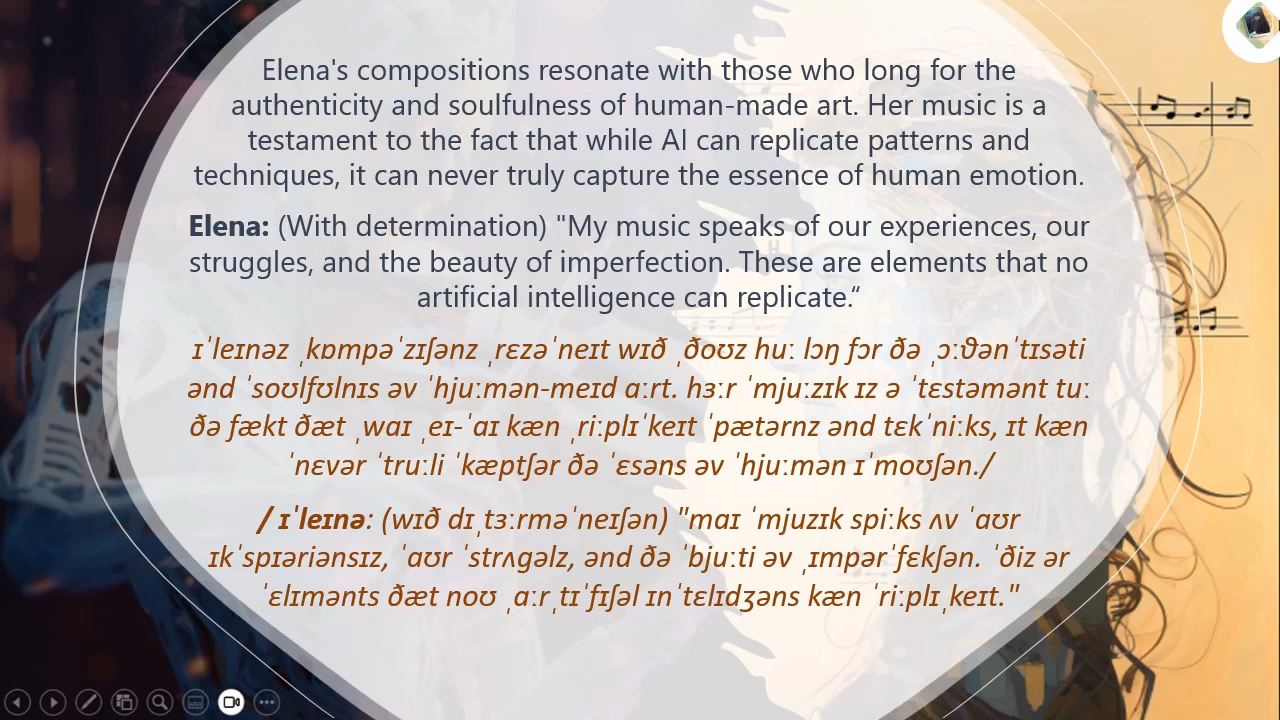 Elena's compositions resonate with those who long for the
authenticity and soulfulness of human-made art. Her music is a
testament to the fact that while AI can replicate patterns and
techniques, it can never truly capture the essence of human emotion.
Elena: (With determination) "My music speaks of our experiences, our
struggles, and the beauty of imperfection. These are elements that no
artificial intelligence can replicate.“
ɪˈleɪnəz ˌkɒmpəˈzɪʃənz ˌrɛzəˈneɪt wɪð ˌðoʊz huː lɔŋ fɔr ðə ˌɔːϑənˈtɪsəti
ənd ˈsoʊlfʊlnɪs əv ˈhjuːmən-meɪd ɑːrt. hɜːr ˈmjuːzɪk ɪz ə ˈtɛstəmənt tuː
ðə fækt ðæt ˌwaɪ ˌeɪ-ˈaɪ kæn ˌriːplɪˈkeɪt ˈpætərnz ənd tɛkˈniːks, ɪt kæn
ˈnɛvər ˈtruːli ˈkæptʃər ðə ˈɛsəns əv ˈhjuːmən ɪˈmoʊʃən./
/ ɪˈleɪnə: (wɪð dɪˌtɜːrməˈneɪʃən) "maɪ ˈmjuzɪk spiːks ʌv ˈaʊr
ɪkˈspɪəriənsɪz, ˈaʊr ˈstrʌgəlz, ənd ðə ˈbjuːti əv ˌɪmpərˈfɛkʃən. ˈðiz ər
ˈɛlɪmənts ðæt noʊ ˌɑːrˌtɪˈfɪʃəl ɪnˈtɛlɪdʒəns kæn ˈriːplɪˌkeɪt."